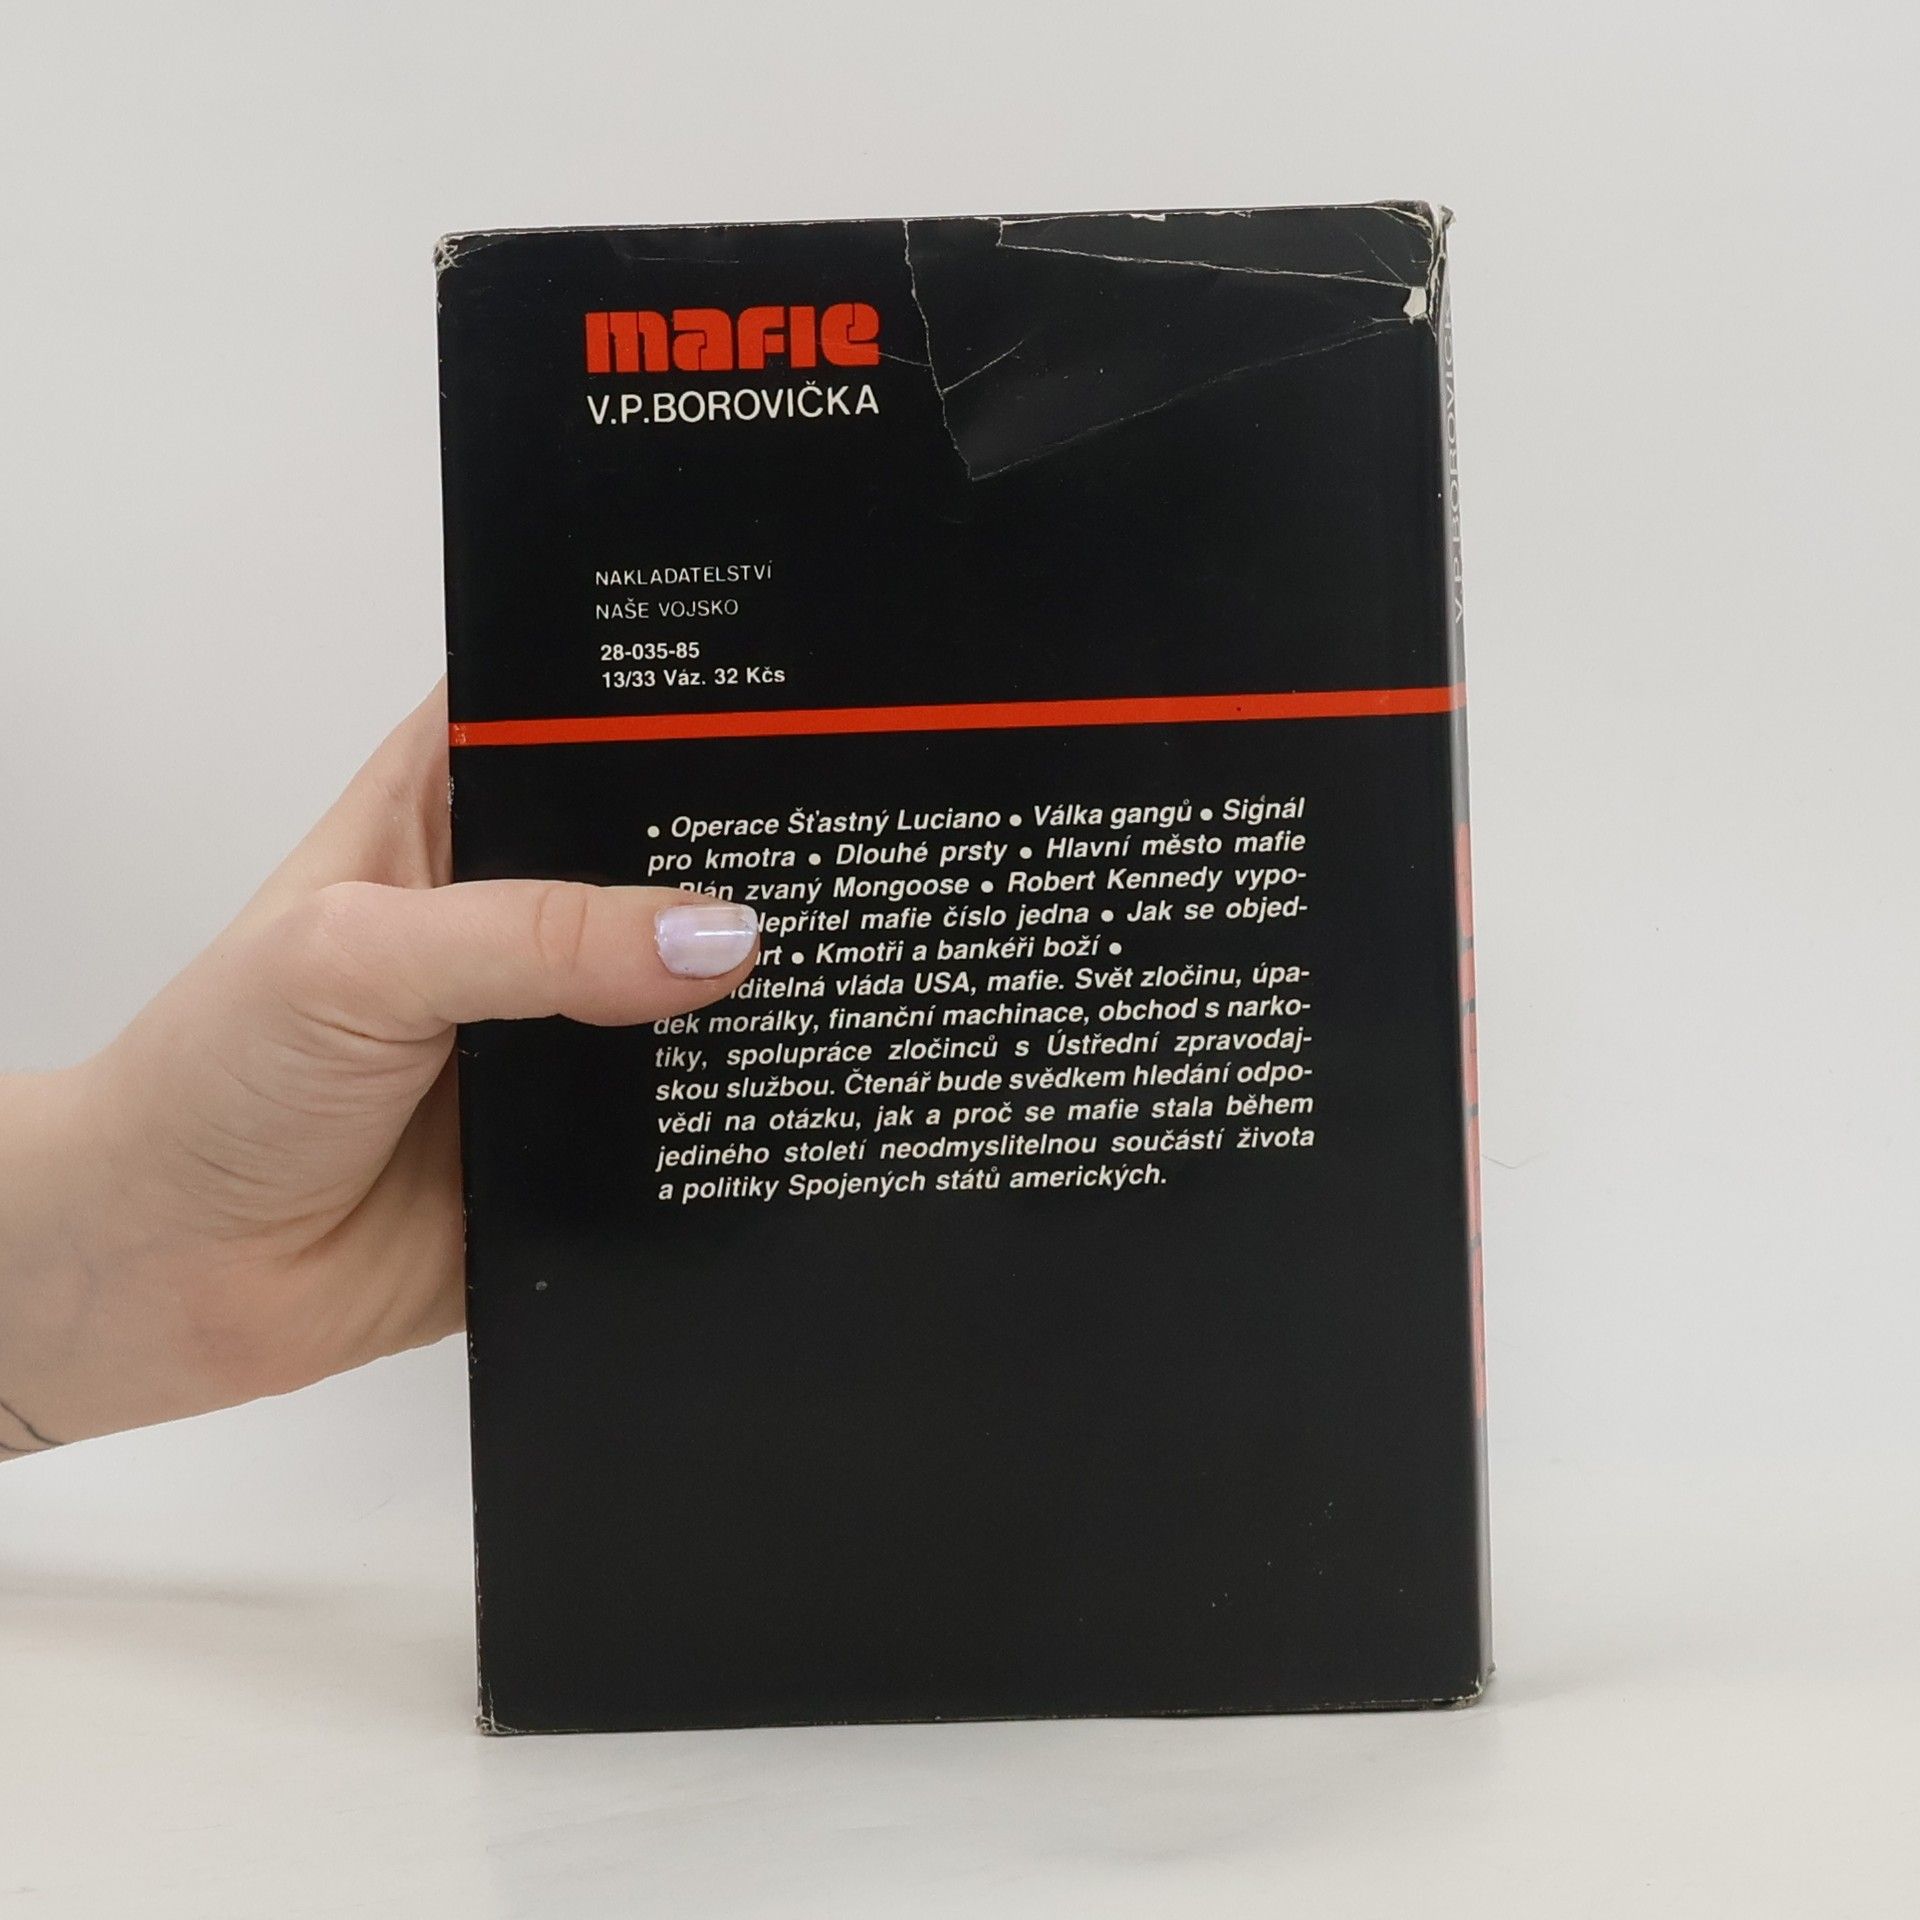 mafie
V.P.BOROVIČKA
NAKLADATELSTVÍ
NAŠE VOJSKO
28-035-85
13/33 Váz. 32 Kčs
• Operace Šťastný Luciano • Válka gangů • Signál
pro kmotra • Dlouhé prsty • Hlavní město mafie
Plán zvaný Mongoose • Robert Kennedy vypo-
Nepřítel mafie číslo jedna • Jak se objed-
• Kmotři a bankéři boží •
vláda USA, mafie. Svět zločinu, úpa-
dek morálky, finanční machinace, obchod s narko-
tiky, spolupráce zločinců s Ústřední zpravodaj-
skou službou. Čtenář bude svědkem hledání odpo-
vědi na otázku, jak a proč se mafie stala během
jediného století neodmyslitelnou součástí života
a politiky Spojených států amerických.
V.P.BOROVIČKA